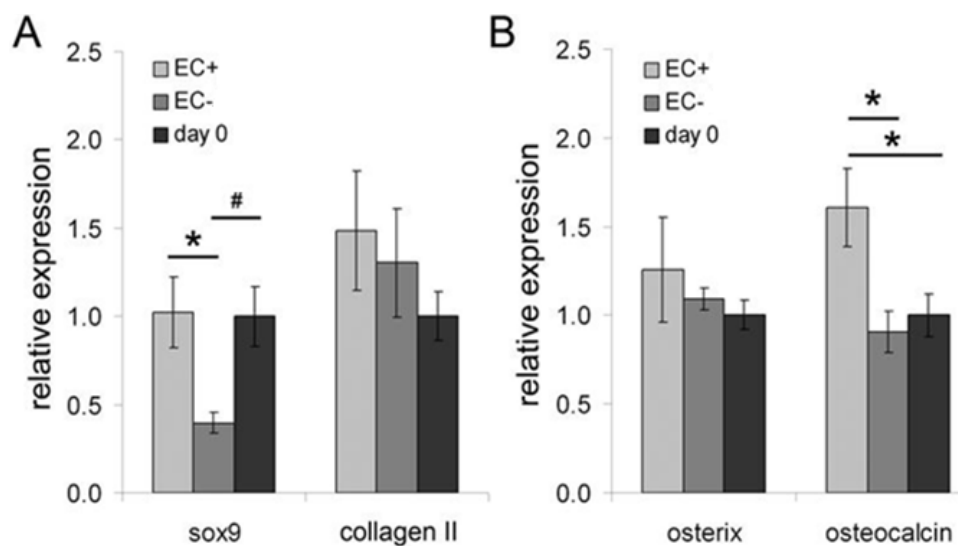 A
relative expression
2.5
2.0
1.5
1.0
0.5
0.0
EC+
EC-
day 0
*
#
sox9
collagen II
B
relative expression
2.5
2.0
1.5
1.0
0.5
0.0
EC+
EC-
day 0
*
*
osterix
osteocalcin